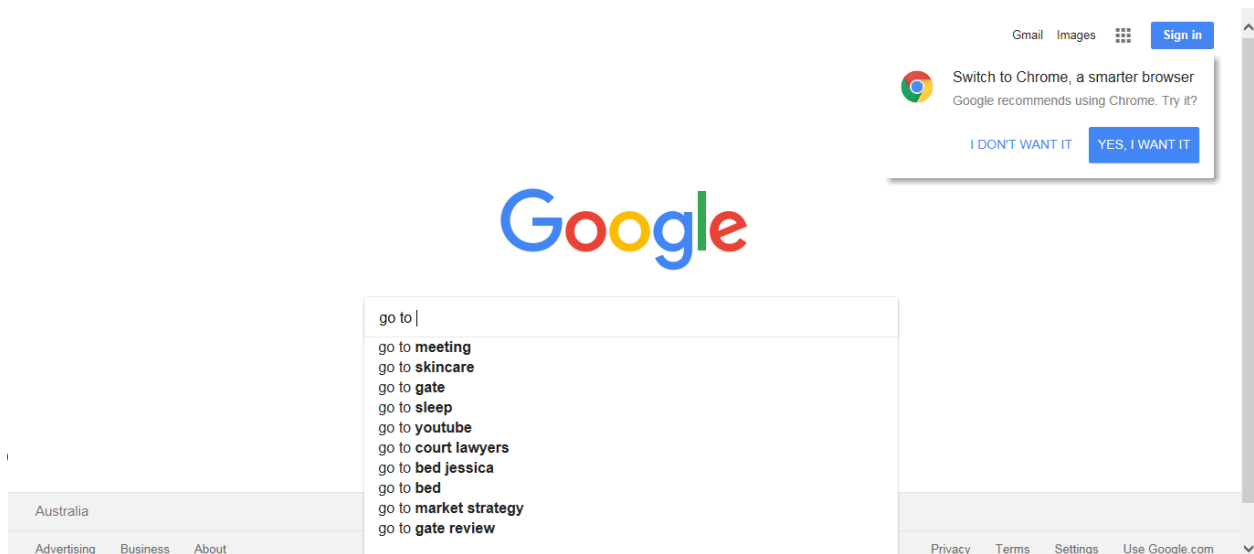 Gmail Images Sign in
Switch to Chrome, a smarter browser
Google recommends using Chrome. Try it?
I DON'T WANT IT YES, I WANT IT
Google
go to
go to meeting
go to skincare
go to gate
go to sleep
go to youtube
go to court lawyers
go to bed jessica
go to bed
go to market strategy
go to gate review
Australia
Advertising Business About Privacy Terms Settings Use Google.com